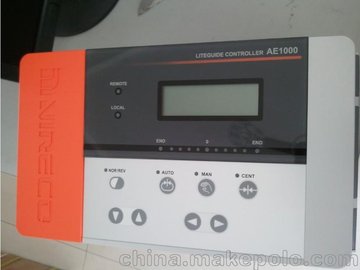 LITEGUIDE CONTROLLER AE1000
NIRECO
REMOTE
LOCAL
END 0 END
NOR/REV AUTO MAN CENT
china.makepolo.com